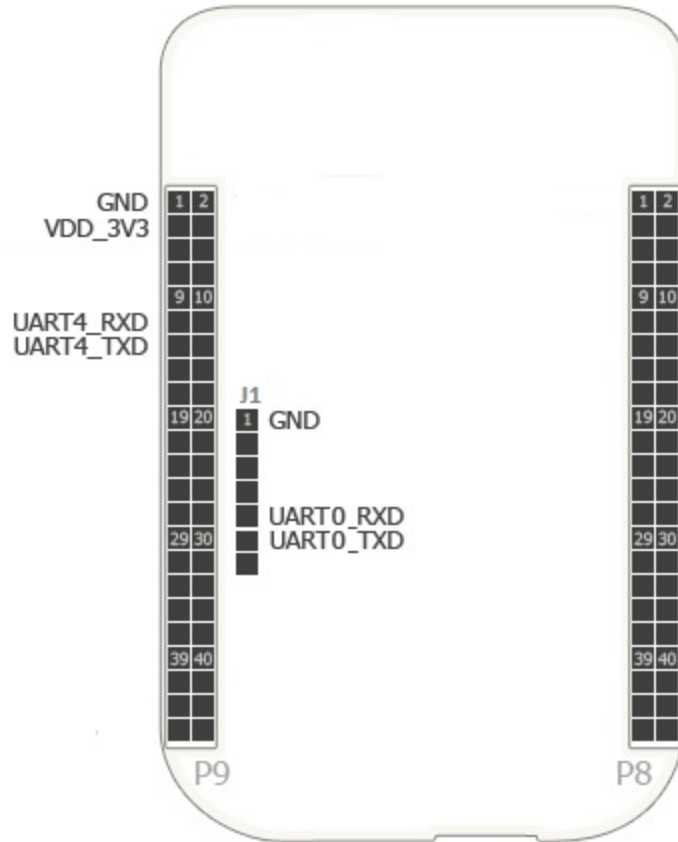 GND 1 2 1 2
VDD_3V3
9 10 9 10
UART4_RXD
UART4_TXD
J1
19 20 1 GND 19 20
UART0_RXD
29 30 UART0_TXD 29 30
39 40 39 40
P9 P8